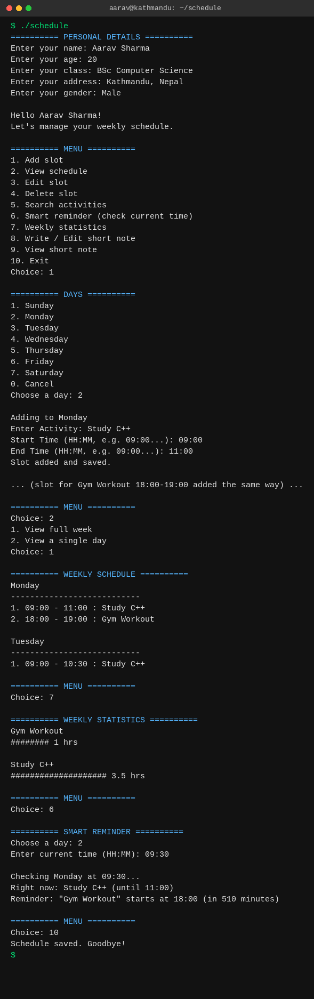 aarav@kathmandu: ~/schedule
$ ./schedule
========== PERSONAL DETAILS ==========
Enter your name: Aarav Sharma
Enter your age: 20
Enter your class: BSc Computer Science
Enter your address: Kathmandu, Nepal
Enter your gender: Male
Hello Aarav Sharma!
Let's manage your weekly schedule.
========== MENU ==========
1. Add slot
2. View schedule
3. Edit slot
4. Delete slot
5. Search activities
6. Smart reminder (check current time)
7. Weekly statistics
8. Write / Edit short note
9. View short note
10. Exit
Choice: 1
========== DAYS ==========
1. Sunday
2. Monday
3. Tuesday
4. Wednesday
5. Thursday
6. Friday
7. Saturday
0. Cancel
Choose a day: 2
Adding to Monday
Enter Activity: Study C++
Start Time (HH:MM, e.g. 09:00...): 09:00
End Time (HH:MM, e.g. 09:00...): 11:00
Slot added and saved.
... (slot for Gym Workout 18:00-19:00 added the same way) ...
========== MENU ==========
Choice: 2
1. View full week
2. View a single day
Choice: 1
========== WEEKLY SCHEDULE ==========
Monday
---------------------------
1. 09:00 - 11:00 : Study C++
2. 18:00 - 19:00 : Gym Workout
Tuesday
---------------------------
1. 09:00 - 10:30 : Study C++
========== MENU ==========
Choice: 7
========== WEEKLY STATISTICS ==========
Gym Workout
######## 1 hrs
Study C++
#################### 3.5 hrs
========== MENU ==========
Choice: 6
========== SMART REMINDER ==========
Choose a day: 2
Enter current time (HH:MM): 09:30
Checking Monday at 09:30...
Right now: Study C++ (until 11:00)
Reminder: "Gym Workout" starts at 18:00 (in 510 minutes)
========== MENU ==========
Choice: 10
Schedule saved. Goodbye!
$